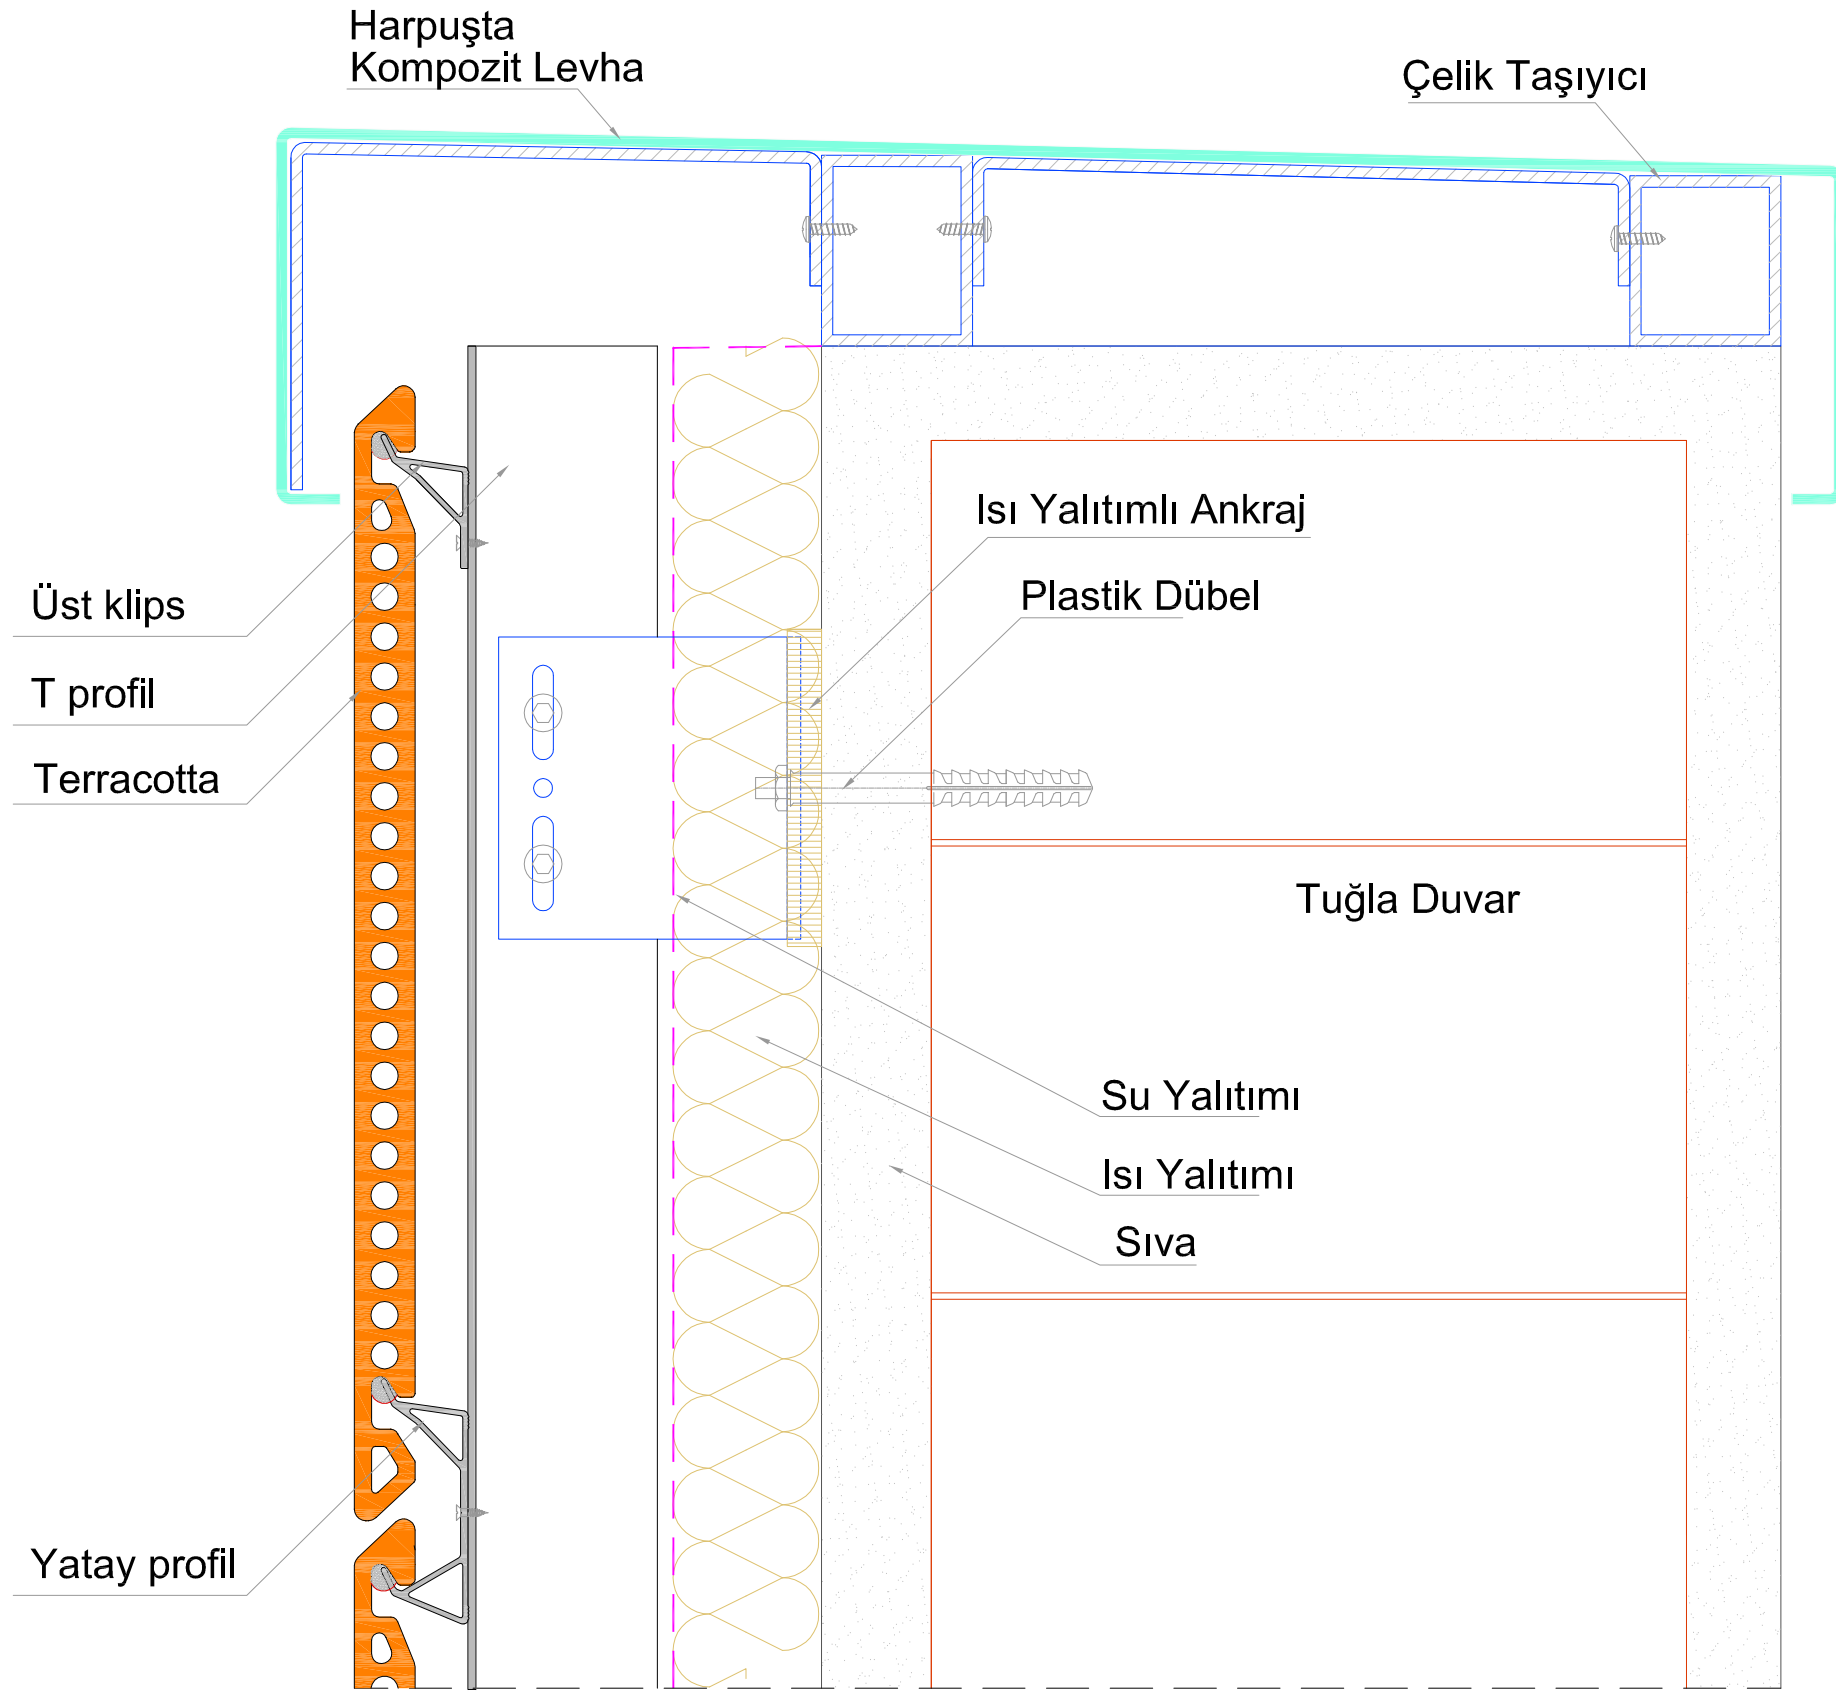 Harpuşta
Kompozit Levha
Çelik Taşıyıcı
Isı Yalıtımlı Ankraj
Plastik Dübel
Üst klips
T profil
Terracotta
Tuğla Duvar
Su Yalıtımı
Isı Yalıtımı
Sıva
Yatay profil